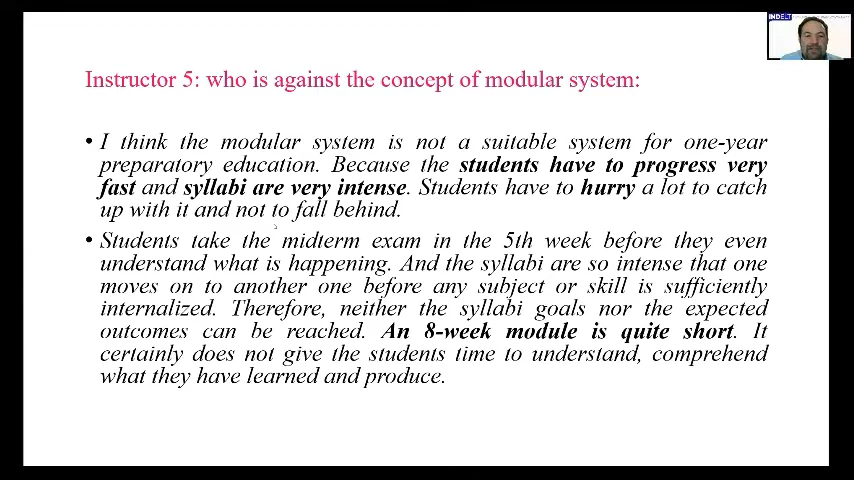 INDELT
Instructor 5: who is against the concept of modular system:
• I think the modular system is not a suitable system for one-year
preparatory education. Because the students have to progress very
fast and syllabi are very intense. Students have to hurry a lot to catch
up with it and not to fall behind.
• Students take the midterm exam in the 5th week before they even
understand what is happening. And the syllabi are so intense that one
moves on to another one before any subject or skill is sufficiently
internalized. Therefore, neither the syllabi goals nor the expected
outcomes can be reached. An 8-week module is quite short. It
certainly does not give the students time to understand, comprehend
what they have learned and produce.